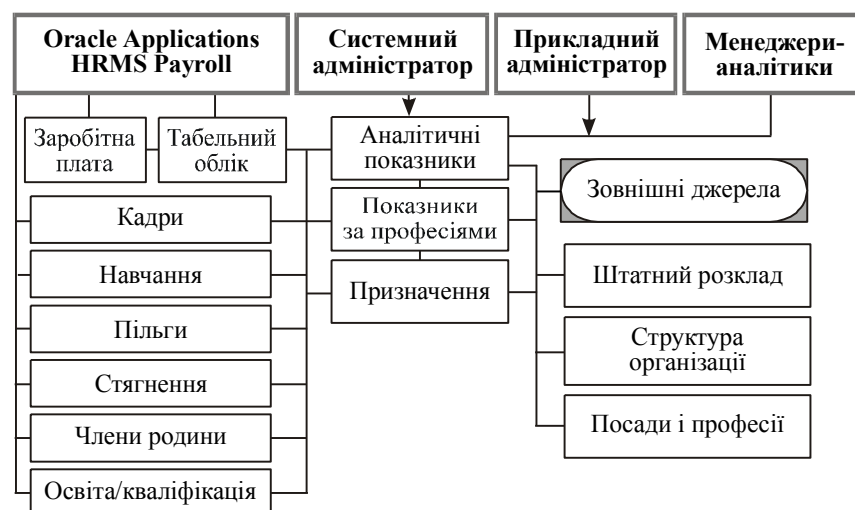 Oracle Applications
HRMS Payroll
Системний
адміністратор
Прикладний
адміністратор
Менеджери-
аналітики
Заробітна
плата
Табельний
облік
Аналітичні
показники
Зовнішні джерела
Кадри
Показники
за професіями
Навчання
Призначення
Штатний розклад
Пільги
Структура
організації
Стягнення
Члени родини
Посади і професії
Освіта/кваліфікація